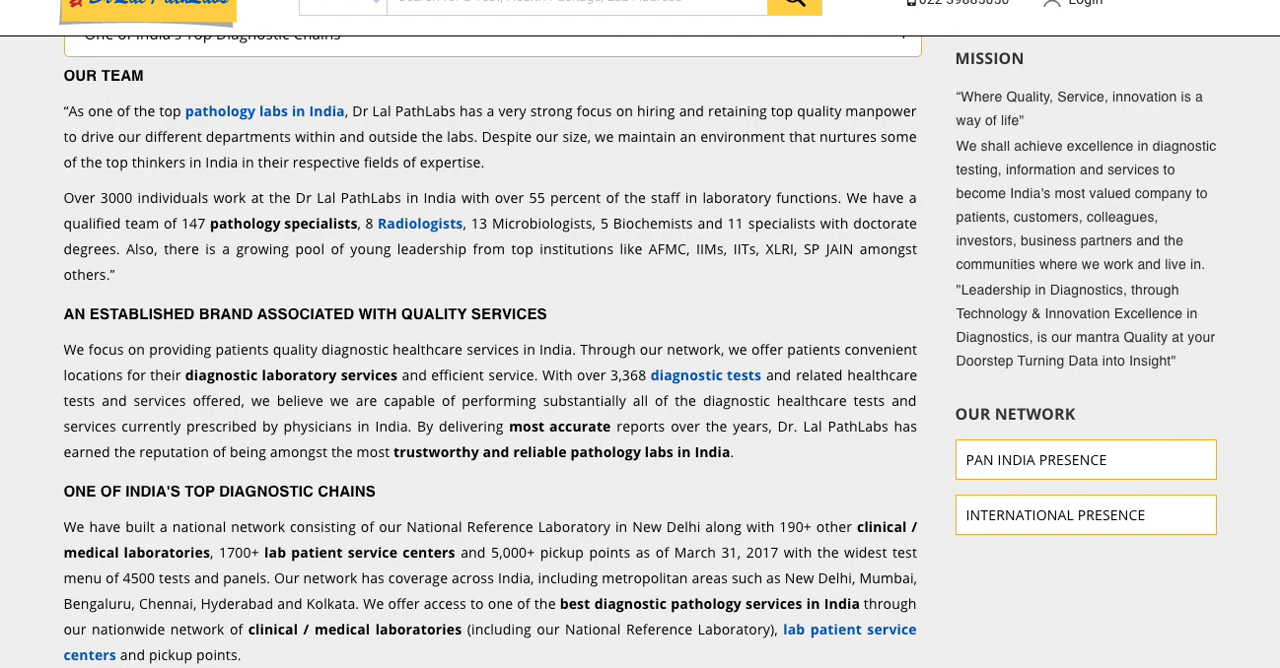 Dr Lal PathLabs
022 39885050
Login
One of India's Top Diagnostic Chains
OUR TEAM
“As one of the top pathology labs in India, Dr Lal PathLabs has a very strong focus on hiring and retaining top quality manpower
to drive our different departments within and outside the labs. Despite our size, we maintain an environment that nurtures some
of the top thinkers in India in their respective fields of expertise.
Over 3000 individuals work at the Dr Lal PathLabs in India with over 55 percent of the staff in laboratory functions. We have a
qualified team of 147 pathology specialists, 8 Radiologists, 13 Microbiologists, 5 Biochemists and 11 specialists with doctorate
degrees. Also, there is a growing pool of young leadership from top institutions like AFMC, IIMs, IITs, XLRI, SP JAIN amongst
others.”
AN ESTABLISHED BRAND ASSOCIATED WITH QUALITY SERVICES
We focus on providing patients quality diagnostic healthcare services in India. Through our network, we offer patients convenient
locations for their diagnostic laboratory services and efficient service. With over 3,368 diagnostic tests and related healthcare
tests and services offered, we believe we are capable of performing substantially all of the diagnostic healthcare tests and
services currently prescribed by physicians in India. By delivering most accurate reports over the years, Dr. Lal PathLabs has
earned the reputation of being amongst the most trustworthy and reliable pathology labs in India.
ONE OF INDIA'S TOP DIAGNOSTIC CHAINS
We have built a national network consisting of our National Reference Laboratory in New Delhi along with 190+ other clinical /
medical laboratories, 1700+ lab patient service centers and 5,000+ pickup points as of March 31, 2017 with the widest test
menu of 4500 tests and panels. Our network has coverage across India, including metropolitan areas such as New Delhi, Mumbai,
Bengaluru, Chennai, Hyderabad and Kolkata. We offer access to one of the best diagnostic pathology services in India through
our nationwide network of clinical / medical laboratories (including our National Reference Laboratory), lab patient service
centers and pickup points.
MISSION
“Where Quality, Service, innovation is a
way of life”
We shall achieve excellence in diagnostic
testing, information and services to
become India’s most valued company to
patients, customers, colleagues,
investors, business partners and the
communities where we work and live in.
"Leadership in Diagnostics, through
Technology & Innovation Excellence in
Diagnostics, is our mantra Quality at your
Doorstep Turning Data into Insight”
OUR NETWORK
PAN INDIA PRESENCE
INTERNATIONAL PRESENCE